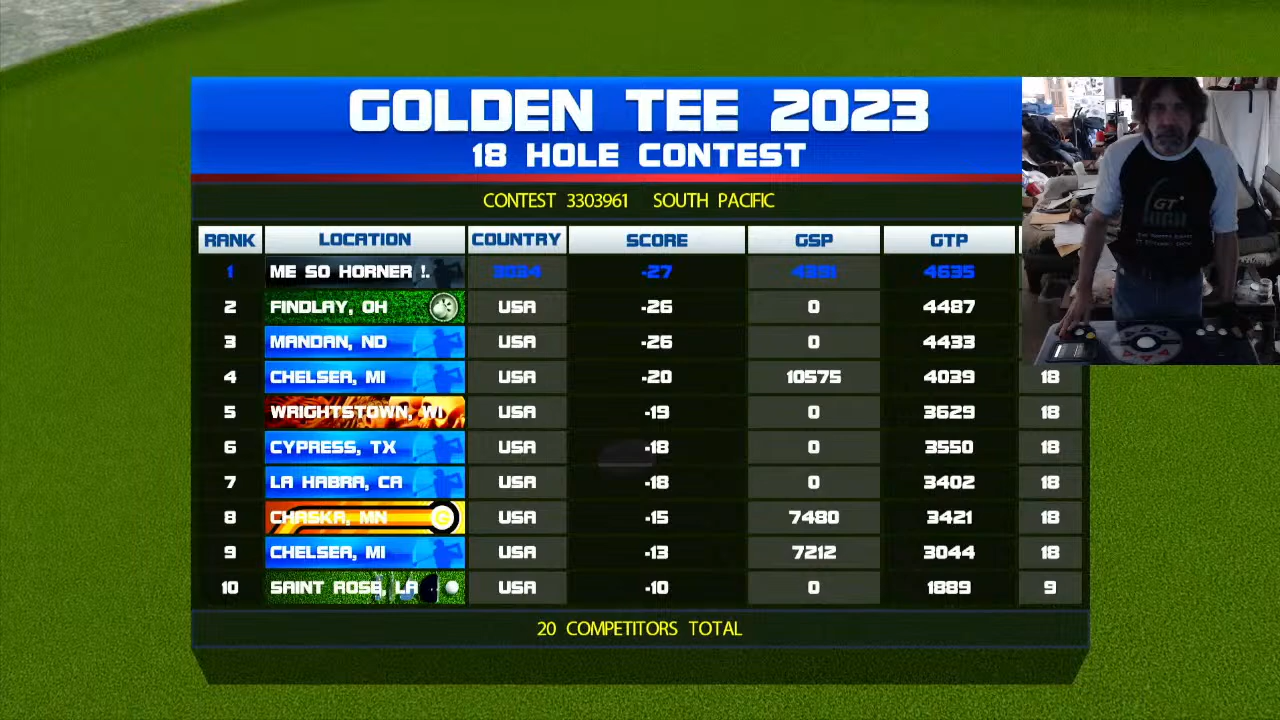 GOLDEN TEE 2023
18 HOLE CONTEST
CONTEST 3303961 SOUTH PACIFIC
RANK LOCATION COUNTRY SCORE GSP GTP
1 ME SO HORNER !. 3034 -27 4391 4635
2 FINDLAY, OH USA -26 0 4487
3 MANDAN, ND USA -26 0 4433
4 CHELSEA, MI USA -20 10575 4039 18
5 WRIGHTSTOWN, WI USA -19 0 3629 18
6 CYPRESS, TX USA -18 0 3550 18
7 LA HABRA, CA USA -18 0 3402 18
8 CHASKA, MN G USA -15 7480 3421 18
9 CHELSEA, MI USA -13 7212 3044 18
10 SAINT ROSE, LA USA -10 0 1889 9
20 COMPETITORS TOTAL
GT
HIGH